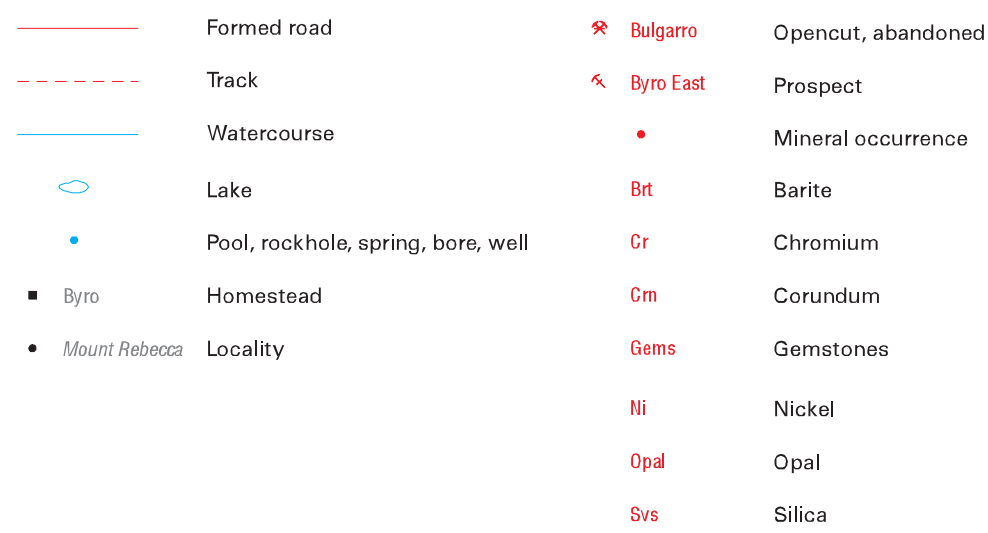 Formed road
Track
Watercourse
Lake
Pool, rockhole, spring, bore, well
Byro Homestead
Mount Rebecca Locality
Bulgarro Opencut, abandoned
Byro East Prospect
Mineral occurrence
Brt Barite
Cr Chromium
Crn Corundum
Gems Gemstones
Ni Nickel
Opal Opal
Svs Silica